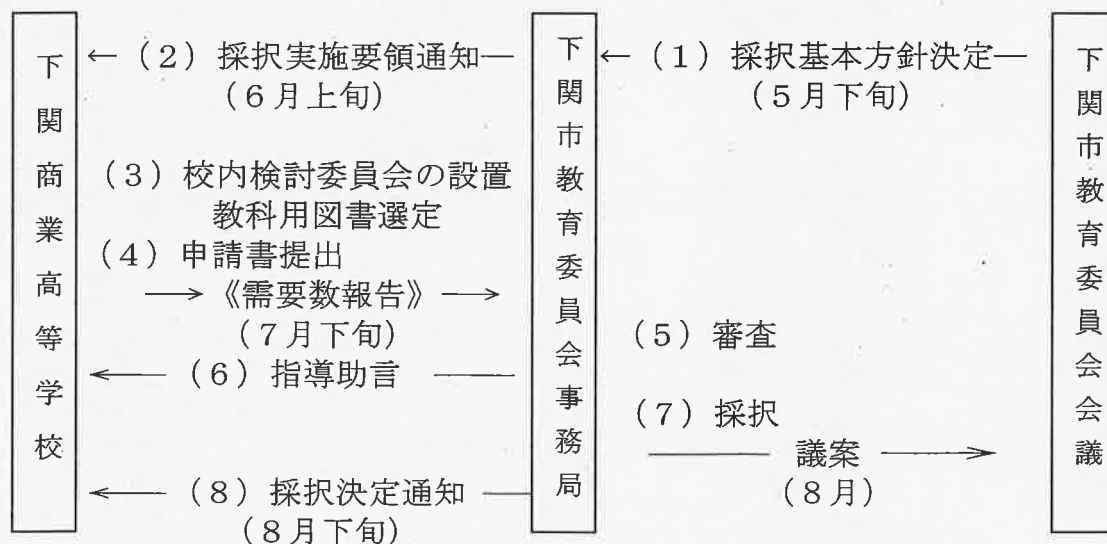 下関商業高等学校
←（２）採択実施要領通知―
（６月上旬）
（３）校内検討委員会の設置
教科用図書選定
（４）申請書提出
→《需要数報告》→
（７月下旬）
←（６）指導助言
←（８）採択決定通知
（８月下旬）
下関市教育委員会事務局
←（１）採択基本方針決定―
（５月下旬）
（５）審査
（７）採択
議案→
（８月）
下関市教育委員会会議